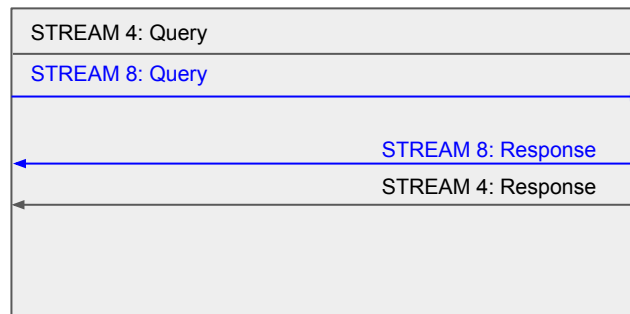 STREAM 4: Query
STREAM 8: Query
STREAM 8: Response
STREAM 4: Response